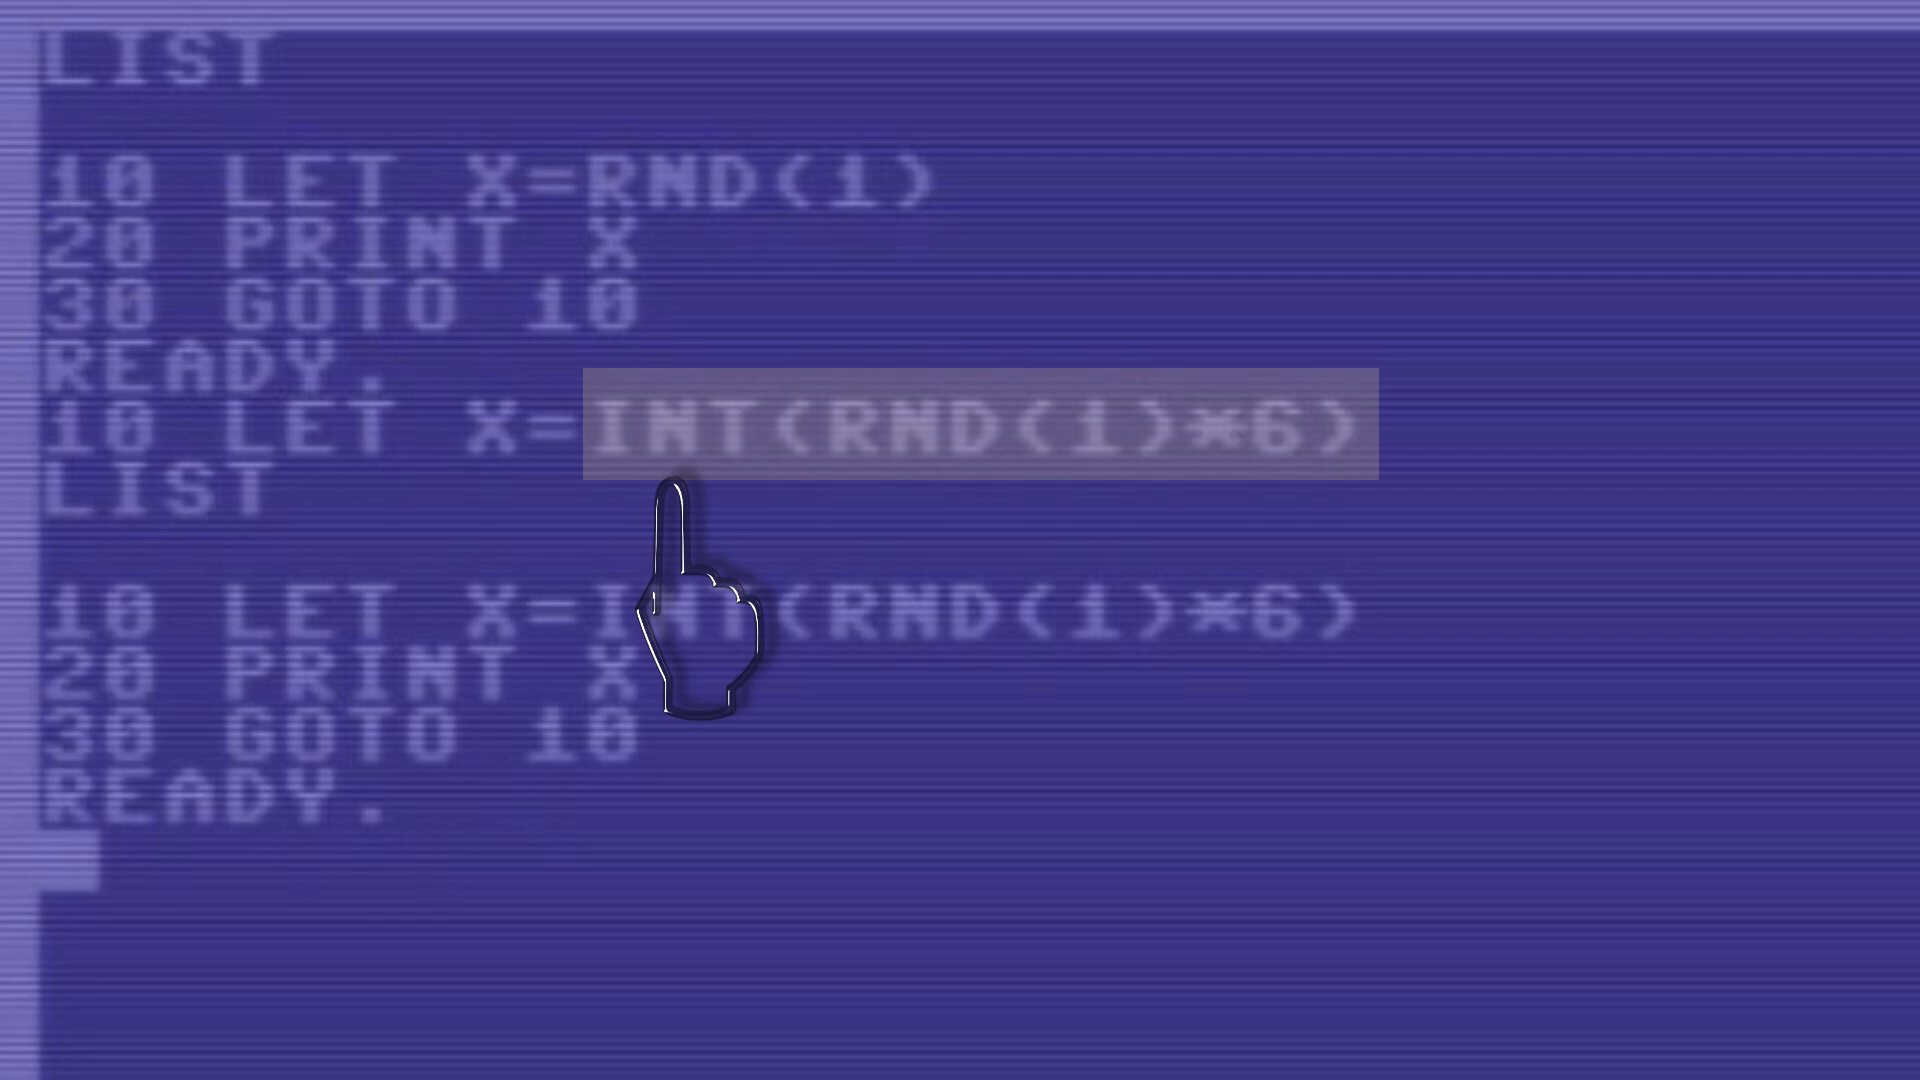 LIST
10 LET X=RND(1)
20 PRINT X
30 GOTO 10
READY.
10 LET X=INT(RND(1)*6)
LIST
10 LET X=INT(RND(1)*6)
20 PRINT X
30 GOTO 10
READY.